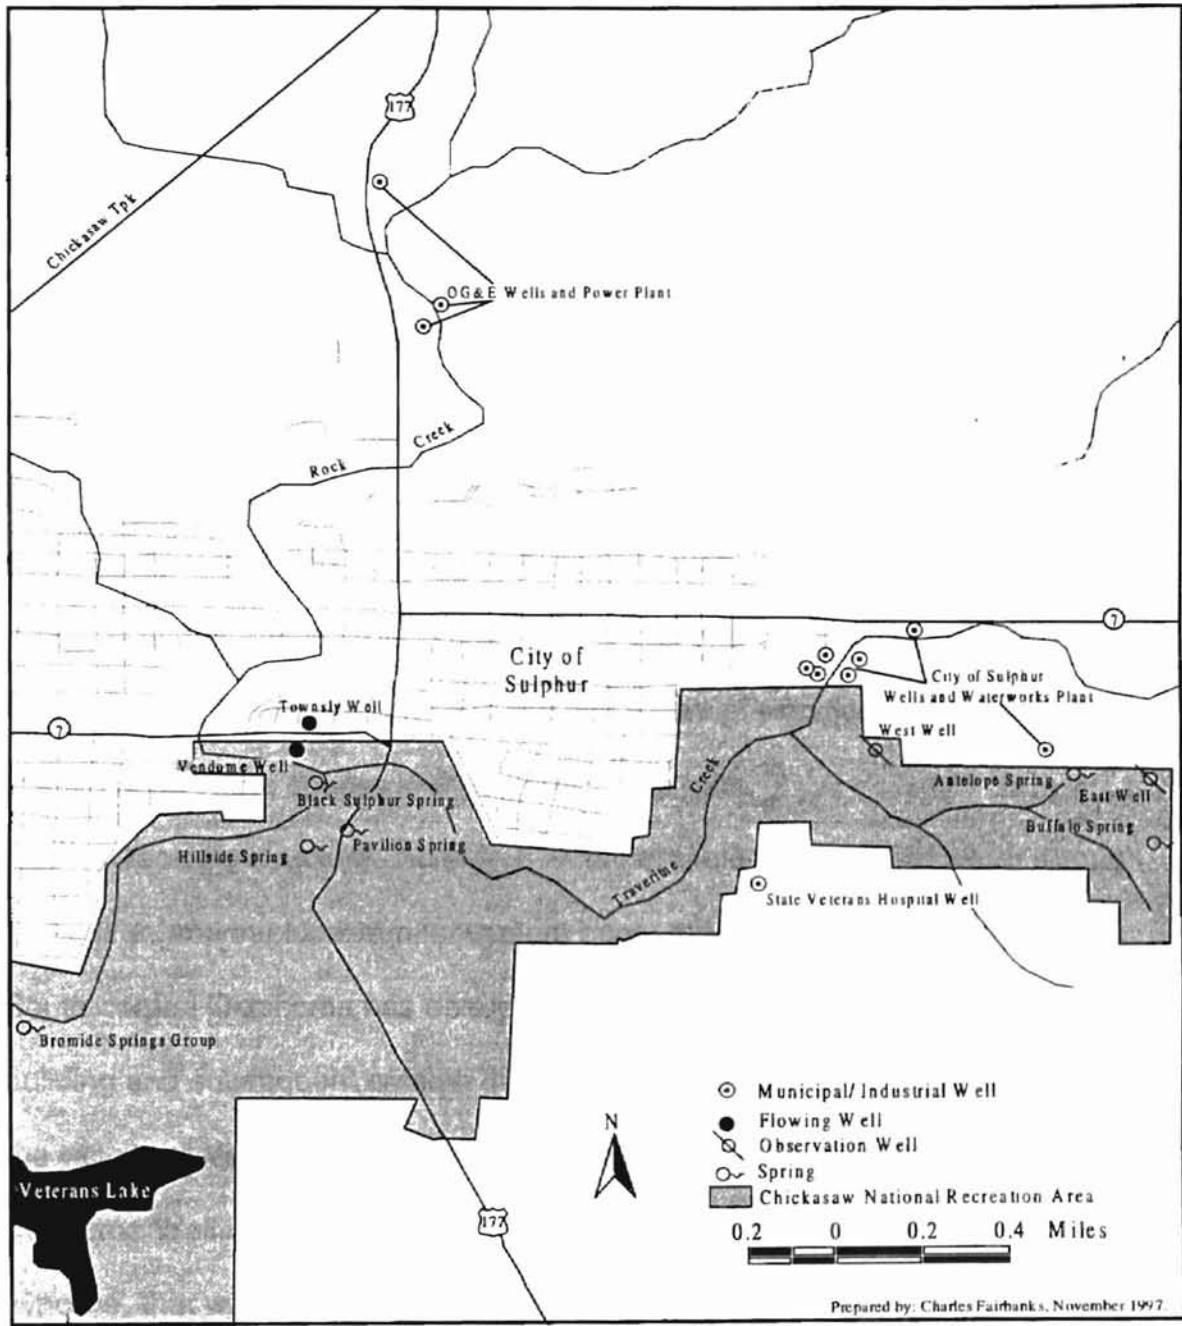 177
Chickasaw Tpk
OG&E Wells and Power Plant
Creek
Rock
7
City of
Sulphur
City of Sulphur
Wells and Waterworks Plant
Townsly Well
7
West Well
Vendume Well
Creek
Antelope Spring
East Well
Black Sulphur Spring
Buffalo Spring
Pavilion Spring
Hillside Spring
Travertine
State Veterans Hospital Well
Bromide Springs Group
Municipal/ Industrial Well
N
Flowing Well
Observation Well
Spring
Veterans Lake
Chickasaw National Recreation Area
177
0.2 0 0.2 0.4 Miles
Prepared by: Charles Fairbanks, November 1997.